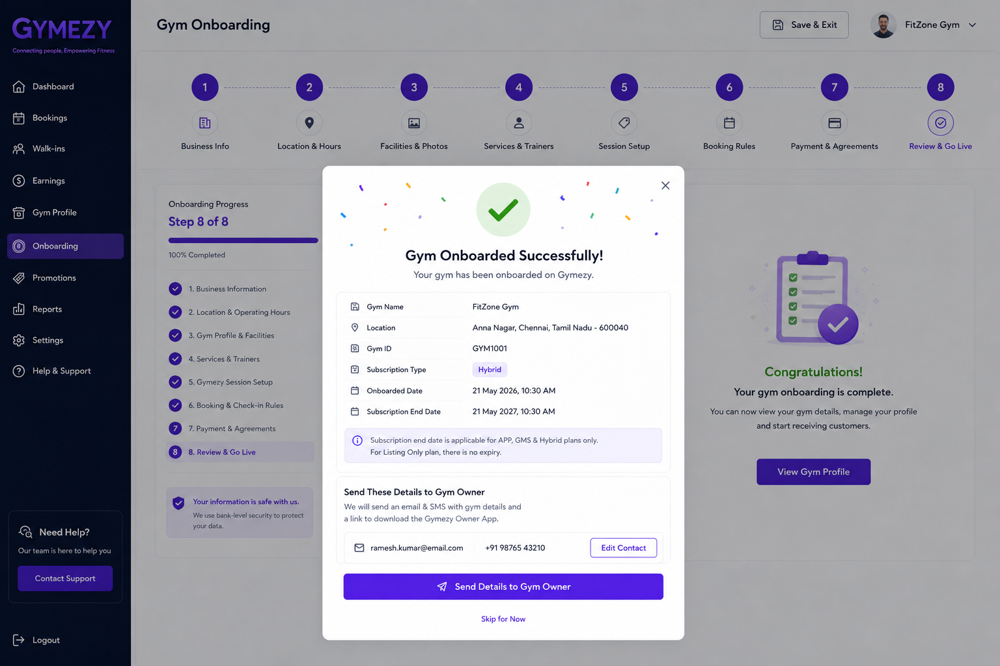 GYMEZY
Connecting people, Empowering Fitness
Dashboard
Bookings
Walk-ins
Earnings
Gym Profile
Onboarding
Promotions
Reports
Settings
Help & Support
Need Help?
Our team is here to help you
Contact Support
Logout
Gym Onboarding
Save & Exit
FitZone Gym
1
2
3
4
5
6
7
8
Business Info
Location & Hours
Facilities & Photos
Services & Trainers
Session Setup
Booking Rules
Payment & Agreements
Review & Go Live
Onboarding Progress
Step 8 of 8
100% Completed
1. Business Information
2. Location & Operating Hours
3. Gym Profile & Facilities
4. Services & Trainers
5. Gymezy Session Setup
6. Booking & Check-in Rules
7 7. Payment & Agreements
8 8. Review & Go Live
Your information is safe with us.
We use bank-level security to protect
your data.
Gym Onboarded Successfully!
Your gym has been onboarded on Gymezy.
Gym Name FitZone Gym
Location Anna Nagar, Chennai, Tamil Nadu - 600040
Gym ID GYM1001
Subscription Type Hybrid
Onboarded Date 21 May 2026, 10:30 AM
Subscription End Date 21 May 2027, 10:30 AM
Subscription end date is applicable for APP, GMS & Hybrid plans only.
For Listing Only plan, there is no expiry.
Send These Details to Gym Owner
We will send an email & SMS with gym details and
a link to download the Gymezy Owner App.
ramesh.kumar@email.com +91 98765 43210 Edit Contact
Send Details to Gym Owner
Skip for Now
Congratulations!
Your gym onboarding is complete.
You can now view your gym details, manage your profile
and start receiving customers.
View Gym Profile